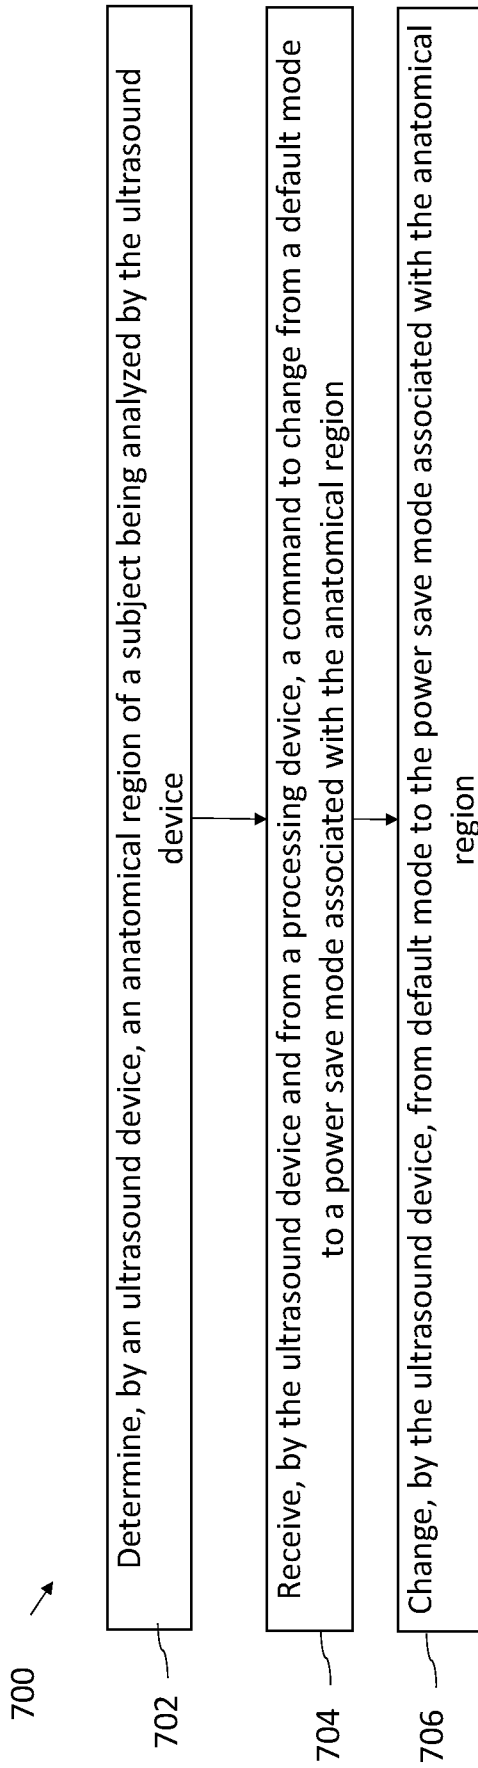 700
702
Determine, by an ultrasound device, an anatomical region of a subject being analyzed by the ultrasound
device
704
Receive, by the ultrasound device and from a processing device, a command to change from a default mode
to a power save mode associated with the anatomical region
706
Change, by the ultrasound device, from default mode to the power save mode associated with the anatomical
region